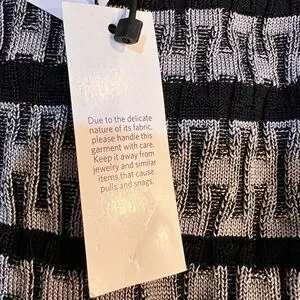 Due to the delicate
nature of its fabric,
please handle this
garment with care.
Keep it away from
jewelry and similar
items that cause
pulls and snags.